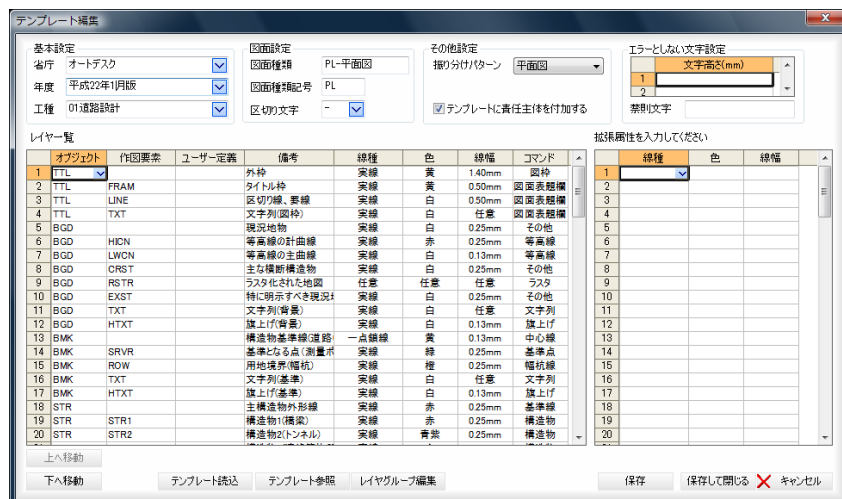 テンプレート編集
基本設定
省庁 オートデスク
年度 平成22年1月版
工種 01道路設計
図面設定
図面種類 PL-平面図
図面種類記号 PL
区切り文字 -
その他設定
振り分けパターン 平面図
テンプレートに責任主体を付加する
エラーとしない文字設定
文字高さ(mm)
1
2
禁則文字
レイヤ一覧
オブジェクト 作図要素 ユーザー定義 備考 線種 色 線幅 コマンド
1 TTL 外枠 実線 黄 1.40mm 図枠
2 TTL FRAM タイトル枠 実線 黄 0.50mm 図面表題欄
3 TTL LINE 区切り線、罫線 実線 白 0.50mm 図面表題欄
4 TTL TXT 文字列(図枠) 実線 白 任意 図面表題欄
5 BGD 現況地物 実線 白 0.25mm その他
6 BGD HICN 等高線の計曲線 実線 赤 0.25mm 等高線
7 BGD LWCN 等高線の主曲線 実線 白 0.13mm 等高線
8 BGD CRST 主な横断構造物 実線 白 0.25mm その他
9 BGD RSTR ラスタ化された地図 任意 任意 任意 ラスタ
10 BGD EXST 特に明示すべき現況 実線 白 0.25mm その他
11 BGD TXT 文字列(背景) 実線 白 任意 文字列
12 BGD HTXT 旗上げ(背景) 実線 白 0.13mm 旗上げ
13 BMK 構造物基準線(道路 一点鎖線 黄 0.13mm 中心線
14 BMK SRVR 基準となる点(測量ポ 実線 緑 0.25mm 基準点
15 BMK ROW 用地境界(幅杭) 実線 橙 0.25mm 幅杭線
16 BMK TXT 文字列(基準) 実線 白 任意 文字列
17 BMK HTXT 旗上げ(基準) 実線 白 0.13mm 旗上げ
18 STR 主構造物外形線 実線 赤 0.25mm 基準線
19 STR STR1 構造物1(橋梁) 実線 赤 0.25mm 構造物
20 STR STR2 構造物2(トンネル) 実線 青紫 0.25mm 構造物
拡張属性を入力してください
線種 色 線幅
1
2
3
4
5
6
7
8
9
10
11
12
13
14
15
16
17
18
19
20
上へ移動
下へ移動 テンプレート読込 テンプレート参照 レイヤグループ編集 保存 保存して閉じる キャンセル